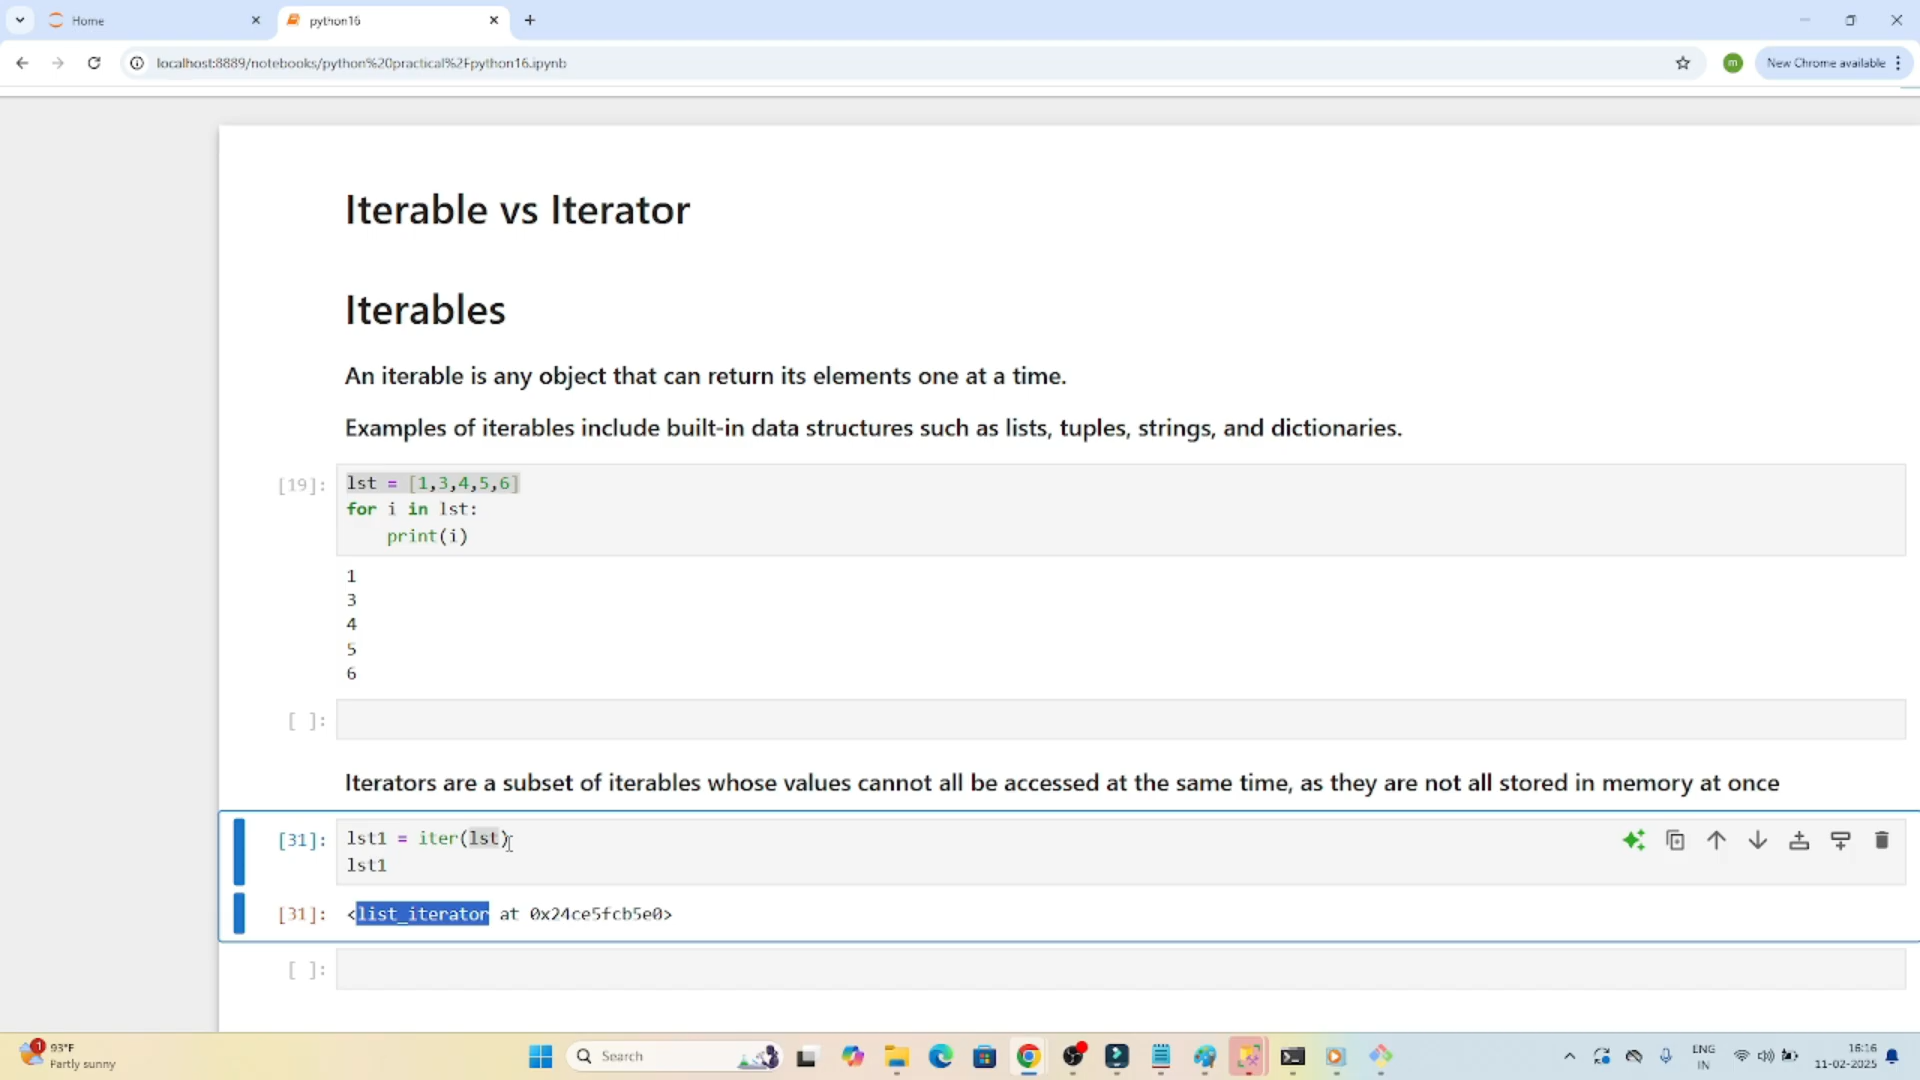 Home
python16
localhost:8889/notebooks/python%20practical%2Fpython16.ipynb
m
New Chrome available
Iterable vs Iterator
Iterables
An iterable is any object that can return its elements one at a time.
Examples of iterables include built-in data structures such as lists, tuples, strings, and dictionaries.
[19]: lst = [1,3,4,5,6]
for i in lst:
    print(i)
1
3
4
5
6
[ ]:
Iterators are a subset of iterables whose values cannot all be accessed at the same time, as they are not all stored in memory at once
[31]: lst1 = iter(lst)
lst1
[31]: <list_iterator at 0x24ce5fcb5e0>
[ ]:
1
93°F
Partly sunny
Search
ENG
IN
16:16
11-02-2025